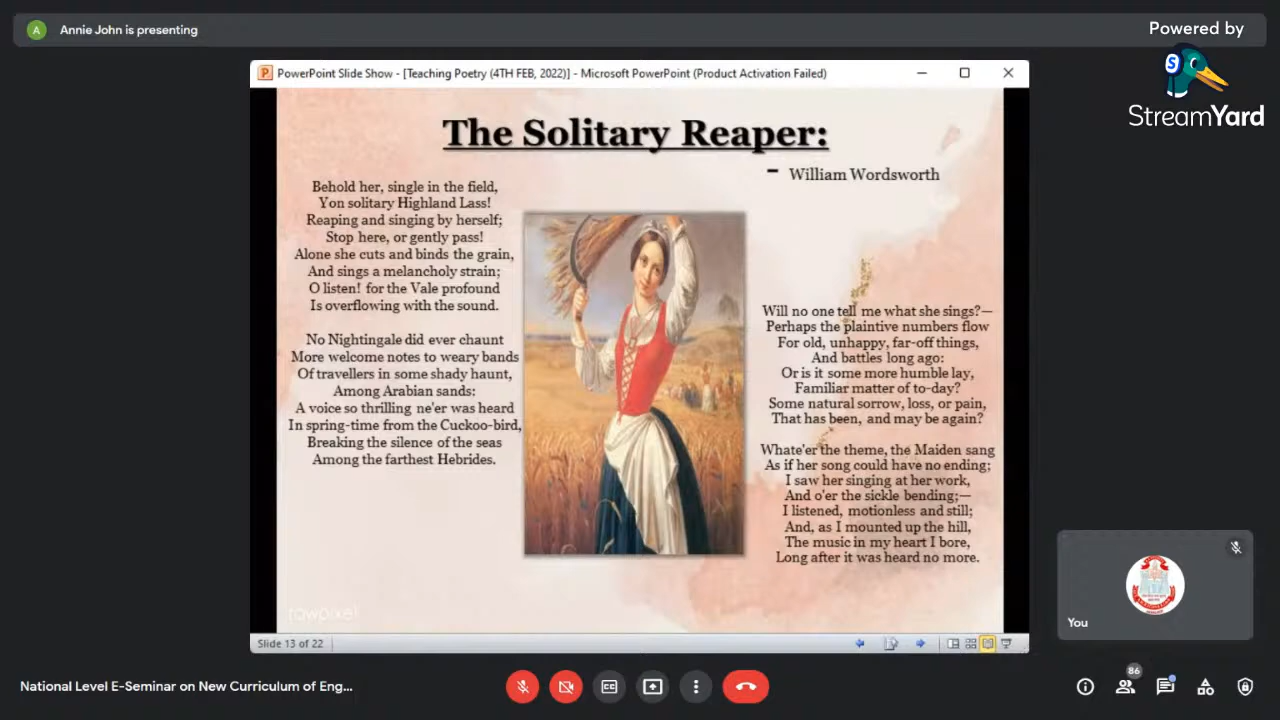 A
Annie John is presenting
Powered by
S
StreamYard
P
PowerPoint Slide Show - [Teaching Poetry (4TH FEB, 2022)] - Microsoft PowerPoint (Product Activation Failed)
The Solitary Reaper:
- William Wordsworth
Behold her, single in the field,
Yon solitary Highland Lass!
Reaping and singing by herself;
Stop here, or gently pass!
Alone she cuts and binds the grain,
And sings a melancholy strain;
O listen! for the Vale profound
Is overflowing with the sound.
No Nightingale did ever chaunt
More welcome notes to weary bands
Of travellers in some shady haunt,
Among Arabian sands:
A voice so thrilling ne'er was heard
In spring-time from the Cuckoo-bird,
Breaking the silence of the seas
Among the farthest Hebrides.
Will no one tell me what she sings?—
Perhaps the plaintive numbers flow
For old, unhappy, far-off things,
And battles long ago:
Or is it some more humble lay,
Familiar matter of to-day?
Some natural sorrow, loss, or pain,
That has been, and may be again?
Whate'er the theme, the Maiden sang
As if her song could have no ending;
I saw her singing at her work,
And o'er the sickle bending;—
I listened, motionless and still;
And, as I mounted up the hill,
The music in my heart I bore,
Long after it was heard no more.
rawpixel
Slide 13 of 22
You
National Level E-Seminar on New Curriculum of Eng...
CC
86